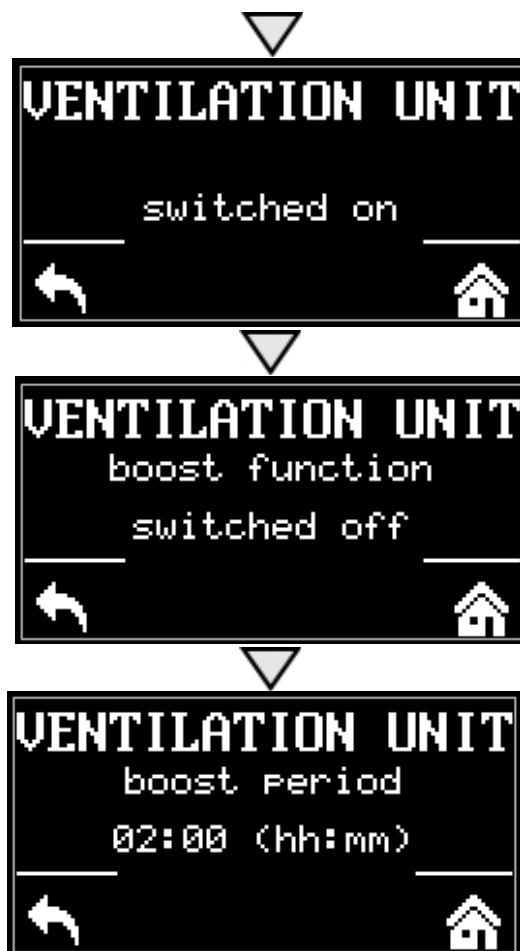 VENTILATION UNIT
switched on
VENTILATION UNIT
boost function
switched off
VENTILATION UNIT
boost period
02:00 (hh:mm)